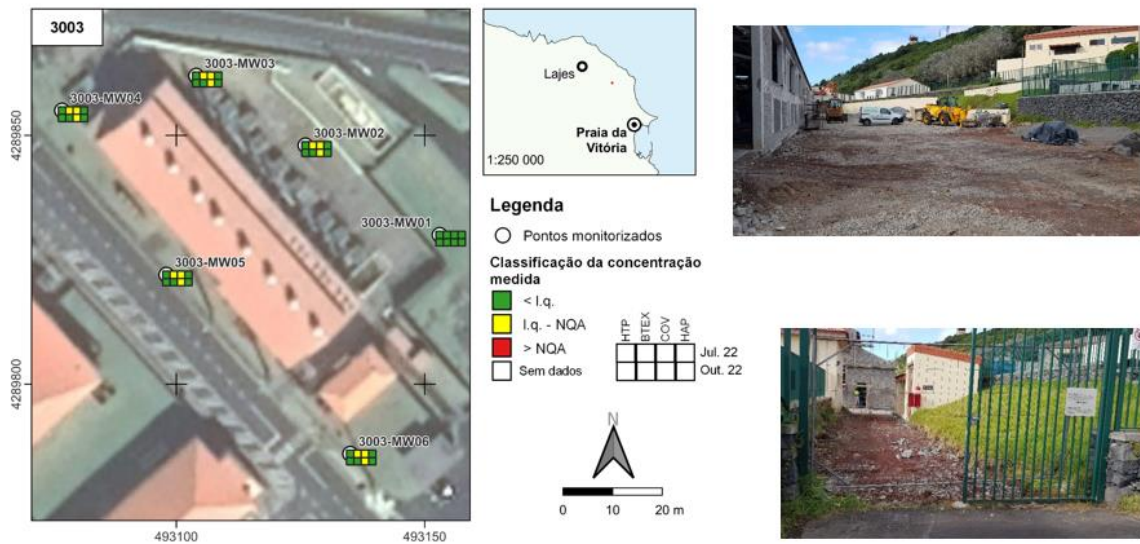 3003
3003-MW03
3003-MW04
3003-MW02
3003-MW01
3003-MW05
3003-MW06
4289850
4289800
493100
493150
Lajes
Praia da
Vitória
1:250 000
Legenda
Pontos monitorizados
Classificação da concentração
medida
< l.q.
l.q. - NQA
> NQA
Sem dados
HTP
BTEX
COV
HAP
Jul. 22
Out. 22
N
0 10 20 m